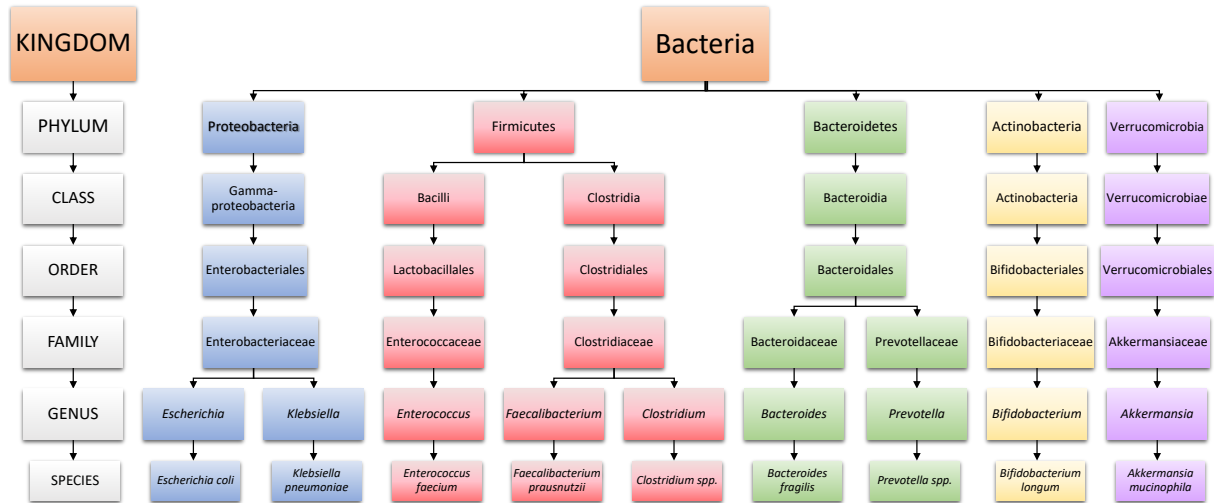 KINGDOM
Bacteria
PHYLUM
Proteobacteria
Firmicutes
Bacteroidetes
Actinobacteria
Verrucomicrobia
CLASS
Gamma-
proteobacteria
Bacilli
Clostridia
Bacteroidia
Actinobacteria
Verrucomicrobiae
ORDER
Enterobacteriales
Lactobacillales
Clostridiales
Bacteroidales
Bifidobacteriales
Verrucomicrobiales
FAMILY
Enterobacteriaceae
Enterococcaceae
Clostridiaceae
Bacteroidaceae
Prevotellaceae
Bifidobacteriaceae
Akkermansiaceae
GENUS
Escherichia
Klebsiella
Enterococcus
Faecalibacterium
Clostridium
Bacteroides
Prevotella
Bifidobacterium
Akkermansia
SPECIES
Escherichia coli
Klebsiella
pneumoniae
Enterococcus
faecium
Faecalibacterium
prausnutzii
Clostridium spp.
Bacteroides
fragilis
Prevotella spp.
Bifidobacterium
longum
Akkermansia
mucinophila